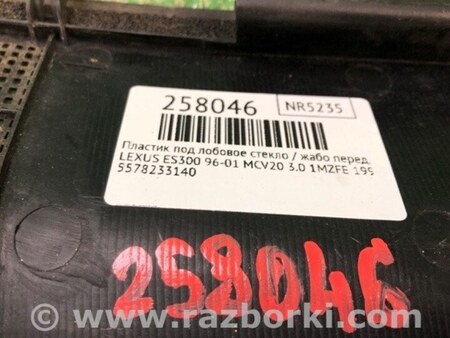 258046
NR5235
Пластик под лобовое стекло / жабо перед.
LEXUS ES300 96-01 MCV20 3.0 1MZFE 199
5578233140
258046
www.razborki.com